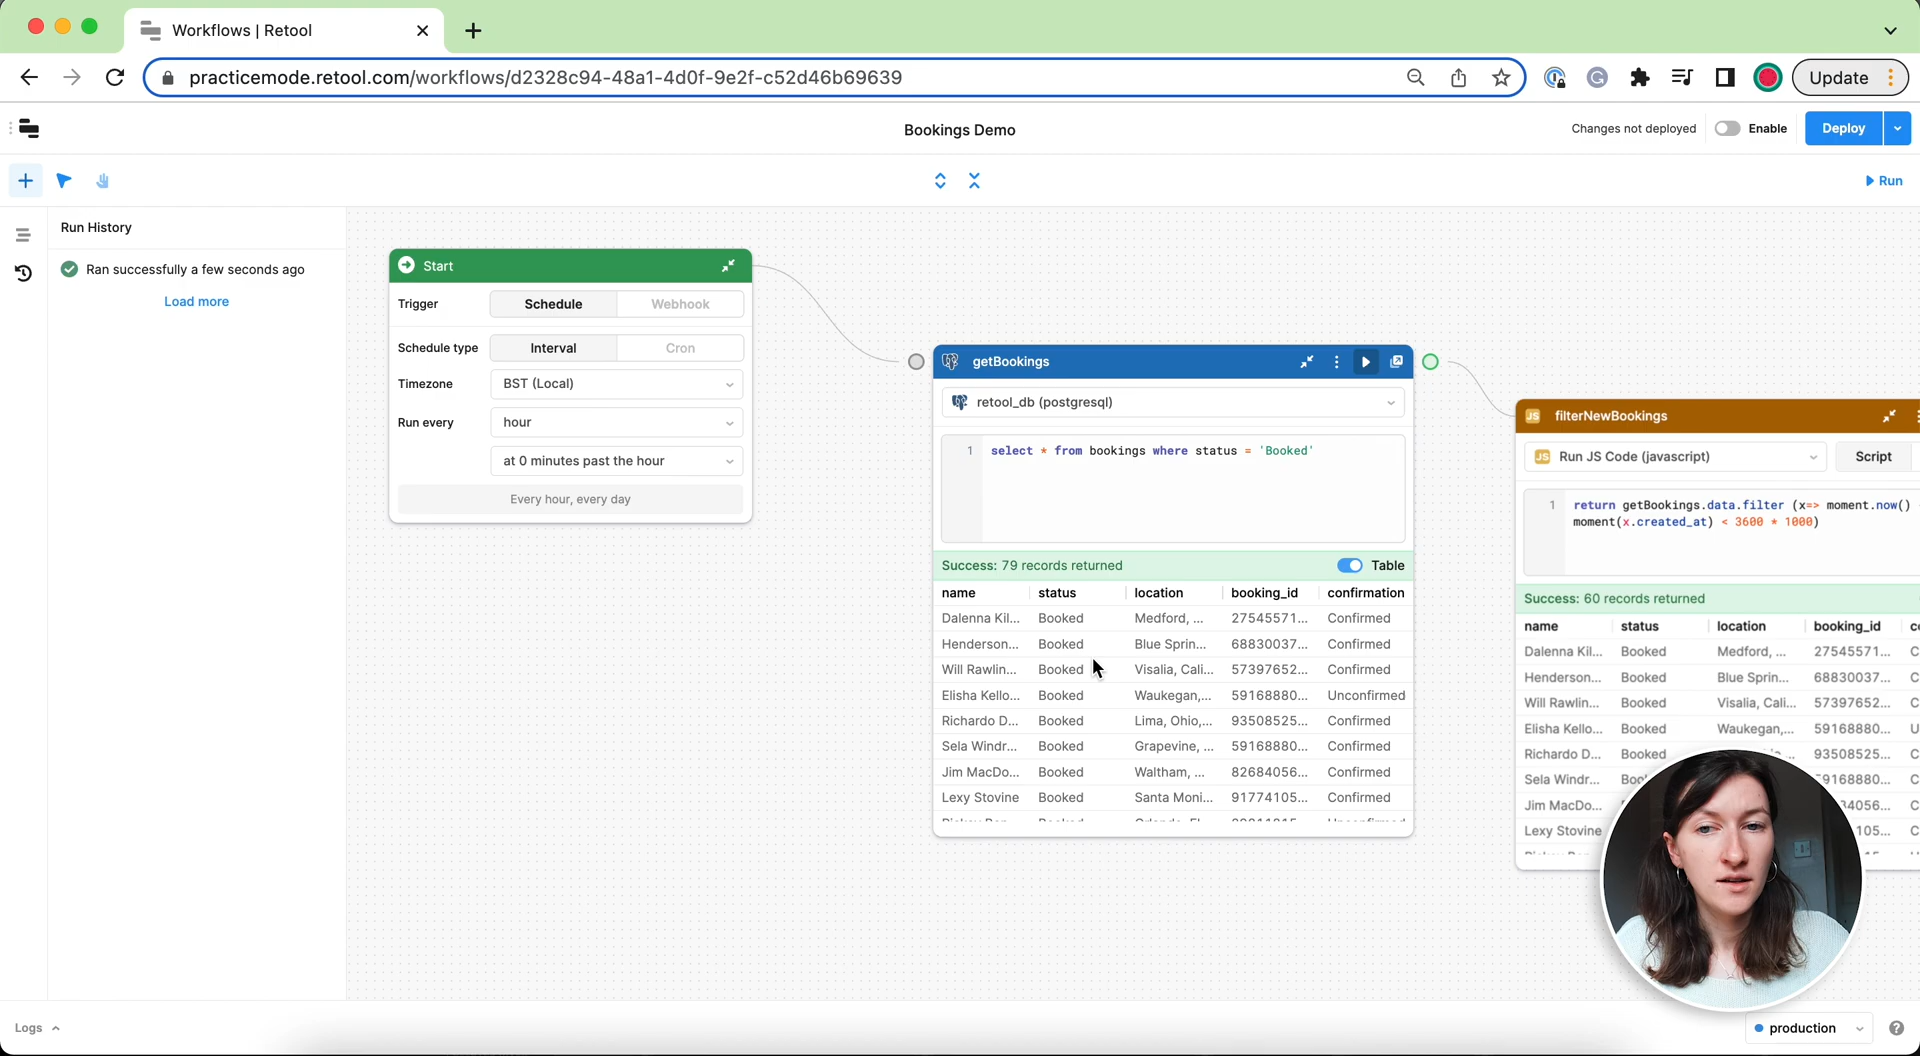 Workflows | Retool
practicemode.retool.com/workflows/d2328c94-48a1-4d0f-9e2f-c52d46b69639
Update
Bookings Demo
Changes not deployed
Enable
Deploy
Run
Run History
Ran successfully a few seconds ago
Load more
Start
Trigger
Schedule
Webhook
Schedule type
Interval
Cron
Timezone
BST (Local)
Run every
hour
at 0 minutes past the hour
Every hour, every day
getBookings
retool_db (postgresql)
1 select * from bookings where status = 'Booked'
Success: 79 records returned
Table
name status location booking_id confirmation
Dalenna Kil... Booked Medford, ... 27545571... Confirmed
Henderson... Booked Blue Sprin... 68830037... Confirmed
Will Rawlin... Booked Visalia, Cali... 57397652... Confirmed
Elisha Kello... Booked Waukegan,... 59168880... Unconfirmed
Richardo D... Booked Lima, Ohio,... 93508525... Confirmed
Sela Windr... Booked Grapevine, ... 59168880... Confirmed
Jim MacDo... Booked Waltham, ... 82684056... Confirmed
Lexy Stovine Booked Santa Moni... 91774105... Confirmed
filterNewBookings
JS Run JS Code (javascript)
Script
1 return getBookings.data.filter (x=> moment.now()
moment(x.created_at) < 3600 * 1000)
Success: 60 records returned
name status location booking_id
Dalenna Kil... Booked Medford, ... 27545571... C
Henderson... Booked Blue Sprin... 68830037... C
Will Rawlin... Booked Visalia, Cali... 57397652... C
Elisha Kello... Booked Waukegan,... 59168880... U
Richardo D... Booked 93508525... C
Sela Windr... 59168880... C
Jim MacDo... 34056... C
Lexy Stovine 105... C
Logs
production